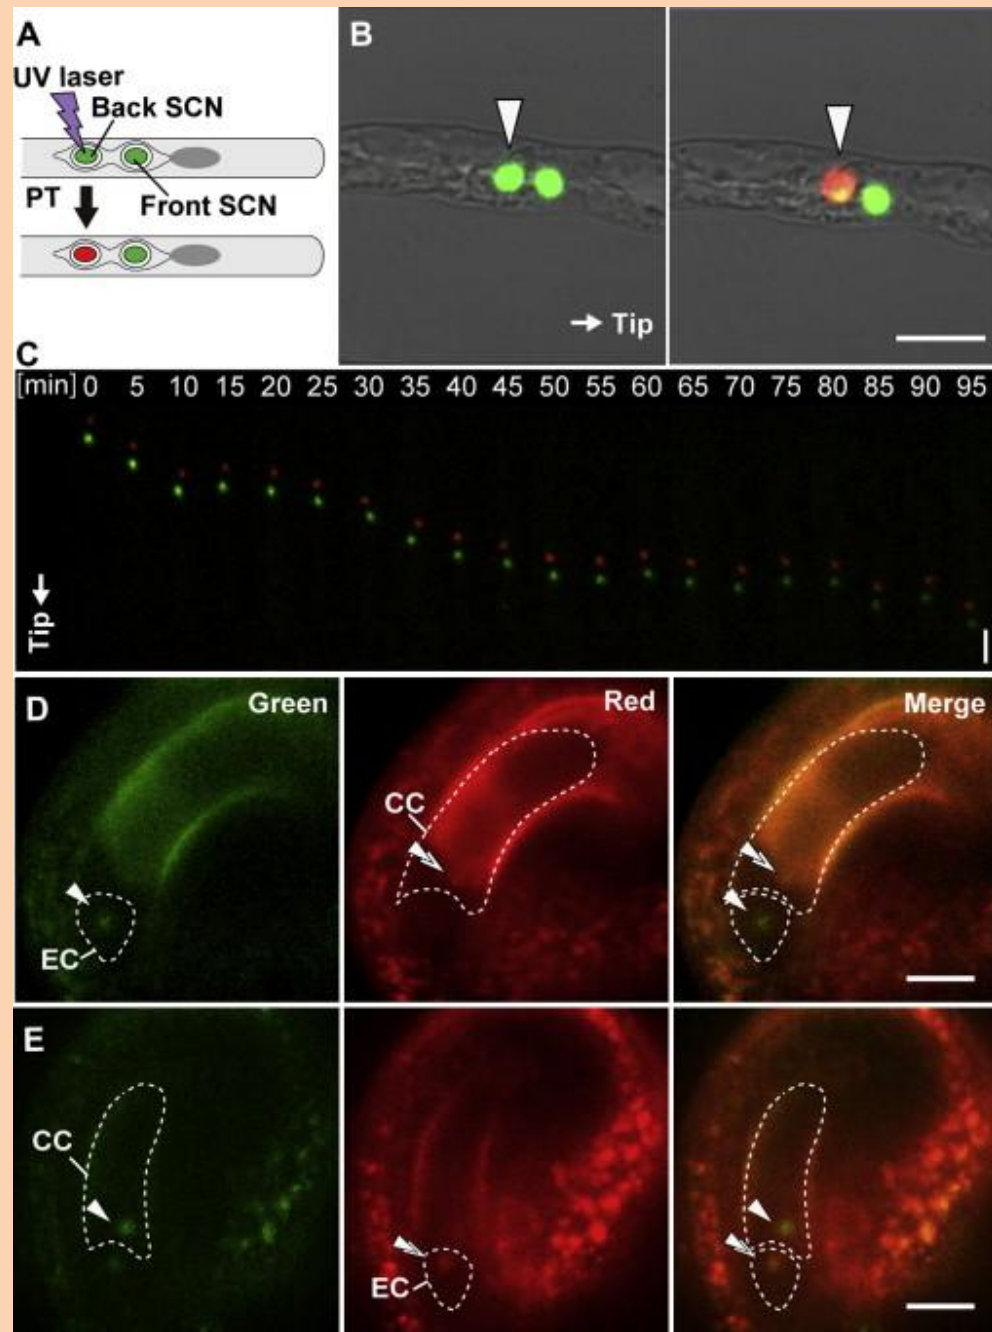 A
UV laser
Back SCN
PT
Front SCN
B
Tip
C
[min] 0 5 10 15 20 25 30 35 40 45 50 55 60 65 70 75 80 85 90 95
Tip
D
Green
Red
Merge
CC
EC
E
CC
EC